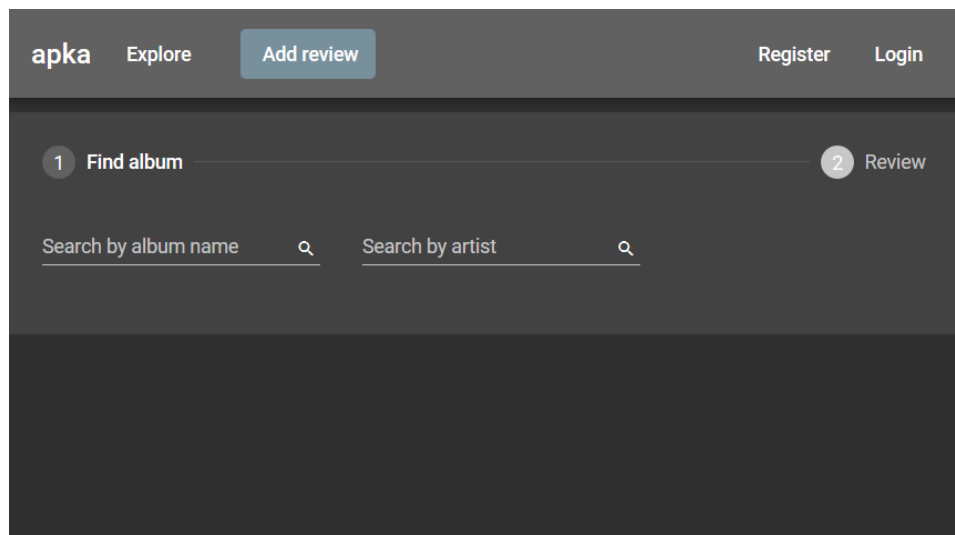 apka Explore Add review Register Login
1 Find album 2 Review
Search by album name Search by artist